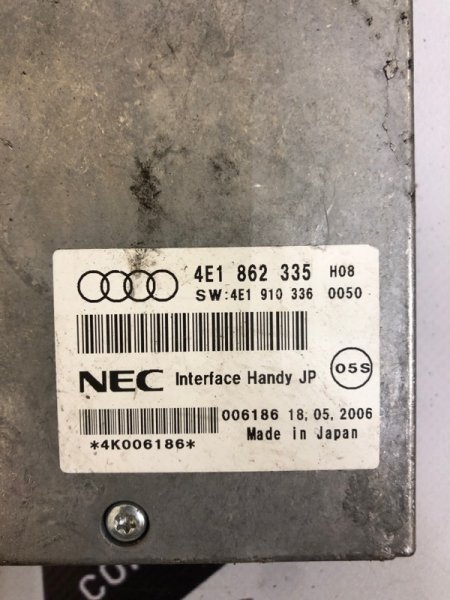 4E1 862 335 H08
SW:4E1 910 336 0050
NEC Interface Handy JP 05S
006186 18.05.2006
*4K006186* Made in Japan